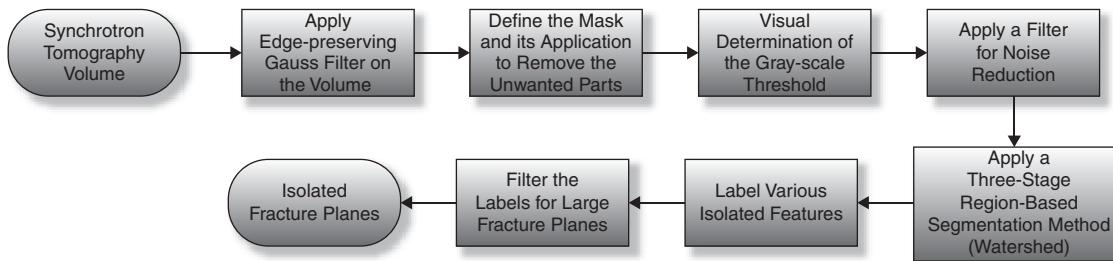 Synchrotron
Tomography
Volume
Apply
Edge-preserving
Gauss Filter on
the Volume
Define the Mask
and its Application
to Remove the
Unwanted Parts
Visual
Determination of
the Gray-scale
Threshold
Apply a Filter
for Noise
Reduction
Apply a
Three-Stage
Region-Based
Segmentation Method
(Watershed)
Label Various
Isolated Features
Filter the
Labels for Large
Fracture Planes
Isolated
Fracture Planes